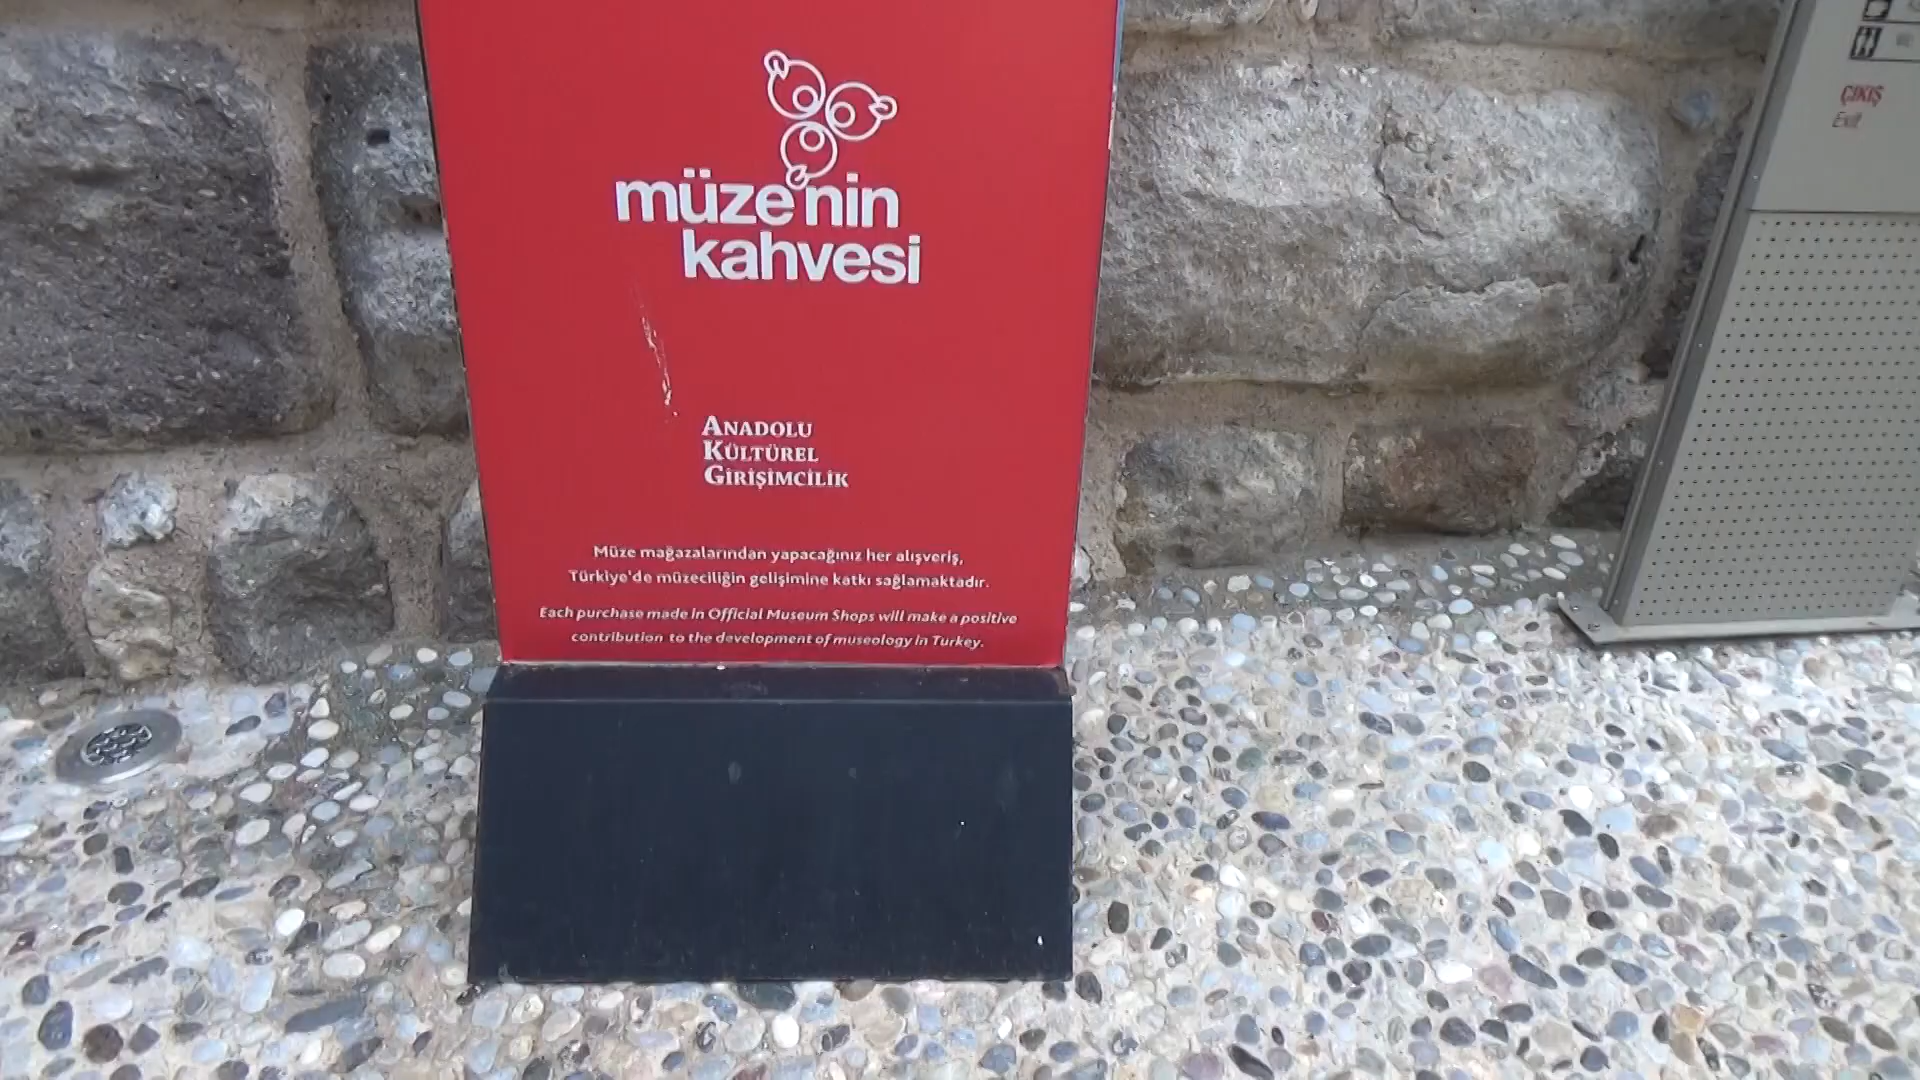 müze'nin
kahvesi
ANADOLU
KÜLTÜREL
GİRİŞİMCİLİK
Müze mağazalarından yapacağınız her alışveriş,
Türkiye'de müzeciliğin gelişimine katkı sağlamaktadır.
Each purchase made in Official Museum Shops will make a positive
contribution to the development of museology in Turkey.
ÇIKIŞ
Exit